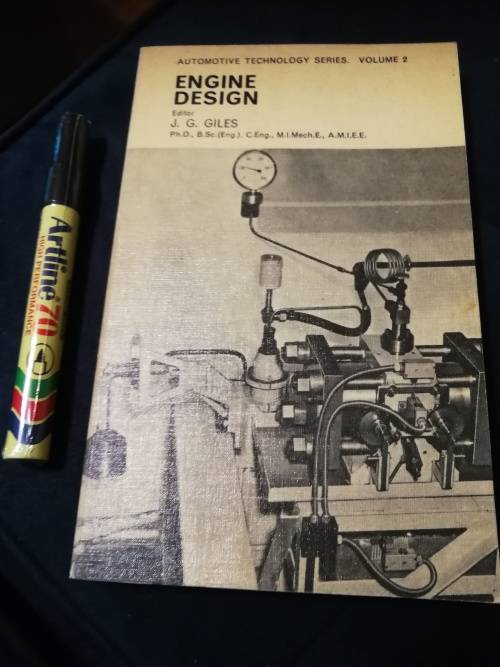 AUTOMOTIVE TECHNOLOGY SERIES. VOLUME 2
ENGINE
DESIGN
Editor
J. G. GILES
Ph.D., B.Sc.(Eng.), C.Eng., M.I.Mech.E., A.M.I.E.E.
Artline 70
HIGH PERFORMANCE